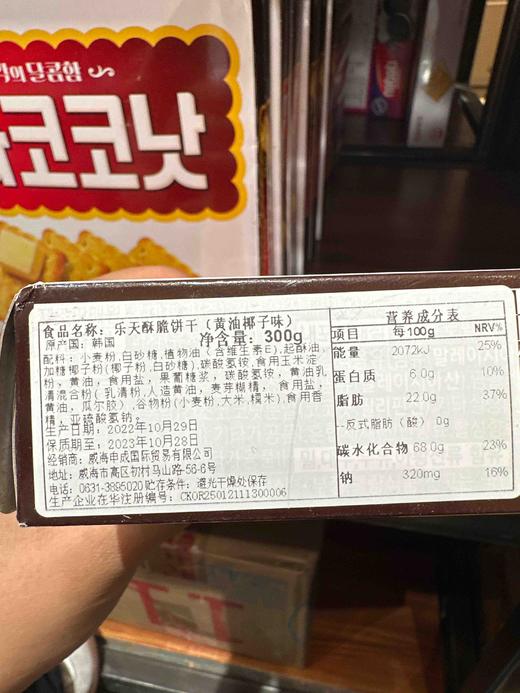 의 달콤함
코코낫
食品名称：乐天酥脆饼干（黄油椰子味）
原产国：韩国
净含量：300g
配料：小麦粉,白砂糖,植物油（含维生素E),起酥油,
加糖椰子粉(椰子粉,白砂糖),碳酸氢铵,食用玉米淀
粉、黄油，食用盐，果葡糖浆，碳酸氢铵，黄油乳
清混合粉(乳清粉,人造黄油，麦芽糊精，食用盐，
黄油,瓜尔胶),谷物粉(小麦粉,大米,糯米),食用香
精,亚硫酸氢钠。
生产日期：2022年10月29日
保质期至：2023年10月28日
经销商：威海申成国际贸易有限公司
地址：威海市高区初村马山路-56-6号
电话：0631-3895020 贮存条件：避光干燥处保存
生产企业在华注册编号：CKOR25012111300006
营养成分表
项目 每100g NRV%
能量 2072kJ 25%
蛋白质 6.0g 10%
脂肪 22.0g 37%
-反式脂肪（酸） 0g
碳水化合物 68.0g 23%
钠 320mg 16%